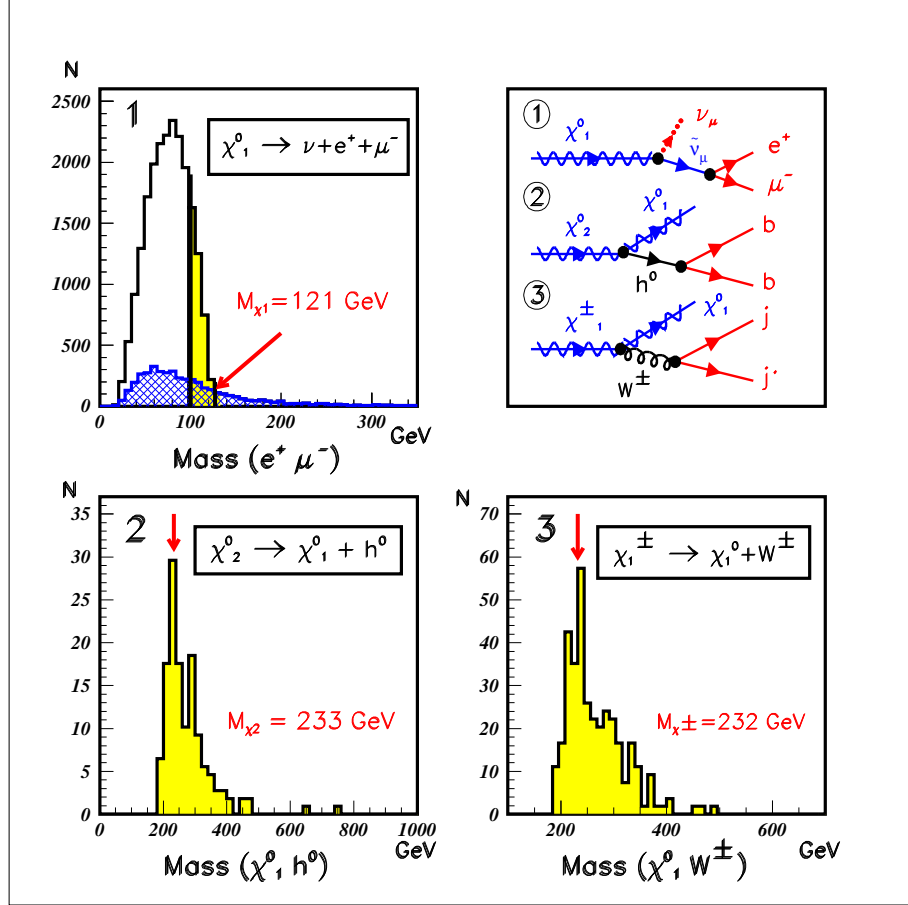 N
2500
2000
1500
1000
500
0
1
χ⁰₁ → ν+e⁺+μ⁻
M_χ1=121 GeV
0 100 200 300
GeV
Mass (e⁺ μ⁻)
1
χ⁰₁
ν_μ
ν̃_μ
e⁺
μ⁻
2
χ⁰₂
χ⁰₁
h⁰
b
b
3
χ±₁
χ⁰₁
W±
j
j'
N
35
30
25
20
15
10
5
0
2
χ⁰₂ → χ⁰₁ + h⁰
M_χ2 = 233 GeV
0 200 400 600 800 1000
GeV
Mass (χ⁰₁, h⁰)
N
70
60
50
40
30
20
10
0
3
χ₁± → χ₁⁰+W±
M_χ±=232 GeV
200 400 600
GeV
Mass (χ⁰₁, W±)